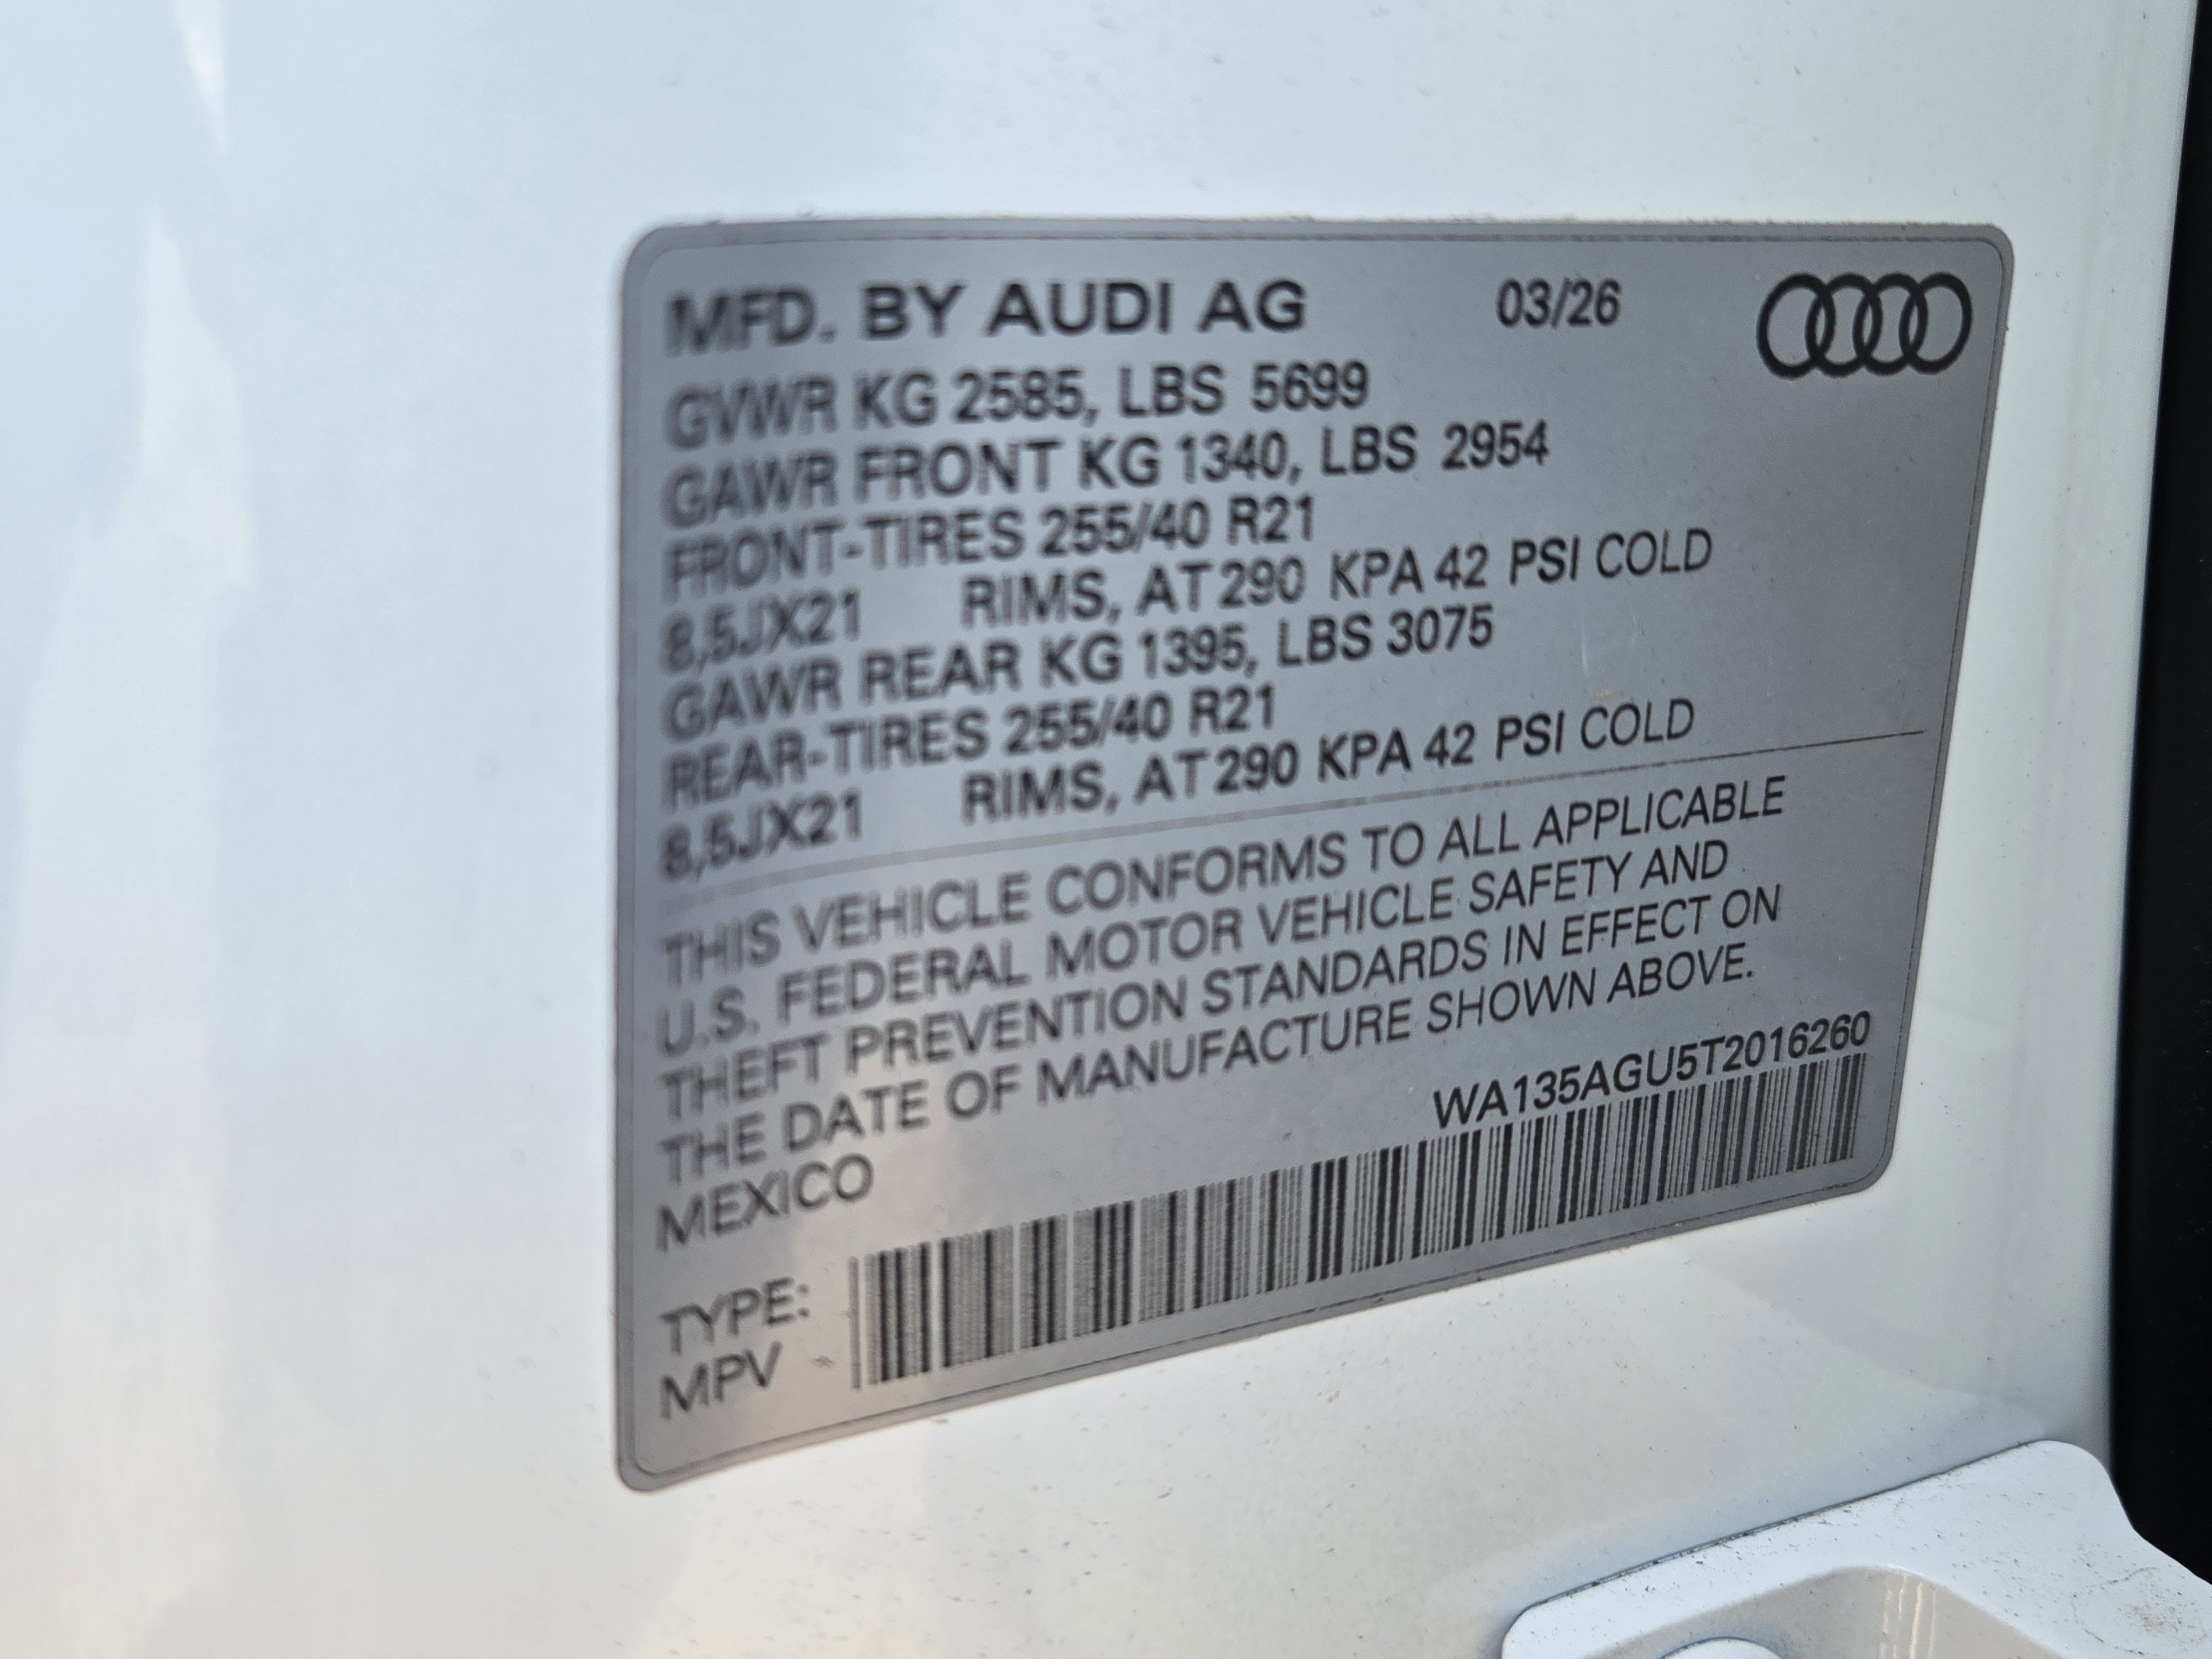 MFD. BY AUDI AG 03/26
GVWR KG 2585, LBS 5699
GAWR FRONT KG 1340, LBS 2954
FRONT-TIRES 255/40 R21
8,5JX21 RIMS, AT 290 KPA 42 PSI COLD
GAWR REAR KG 1395, LBS 3075
REAR-TIRES 255/40 R21
8,5JX21 RIMS, AT 290 KPA 42 PSI COLD
THIS VEHICLE CONFORMS TO ALL APPLICABLE
U.S. FEDERAL MOTOR VEHICLE SAFETY AND
THEFT PREVENTION STANDARDS IN EFFECT ON
THE DATE OF MANUFACTURE SHOWN ABOVE.
MEXICO
WA135AGU5T2016260
TYPE:
MPV